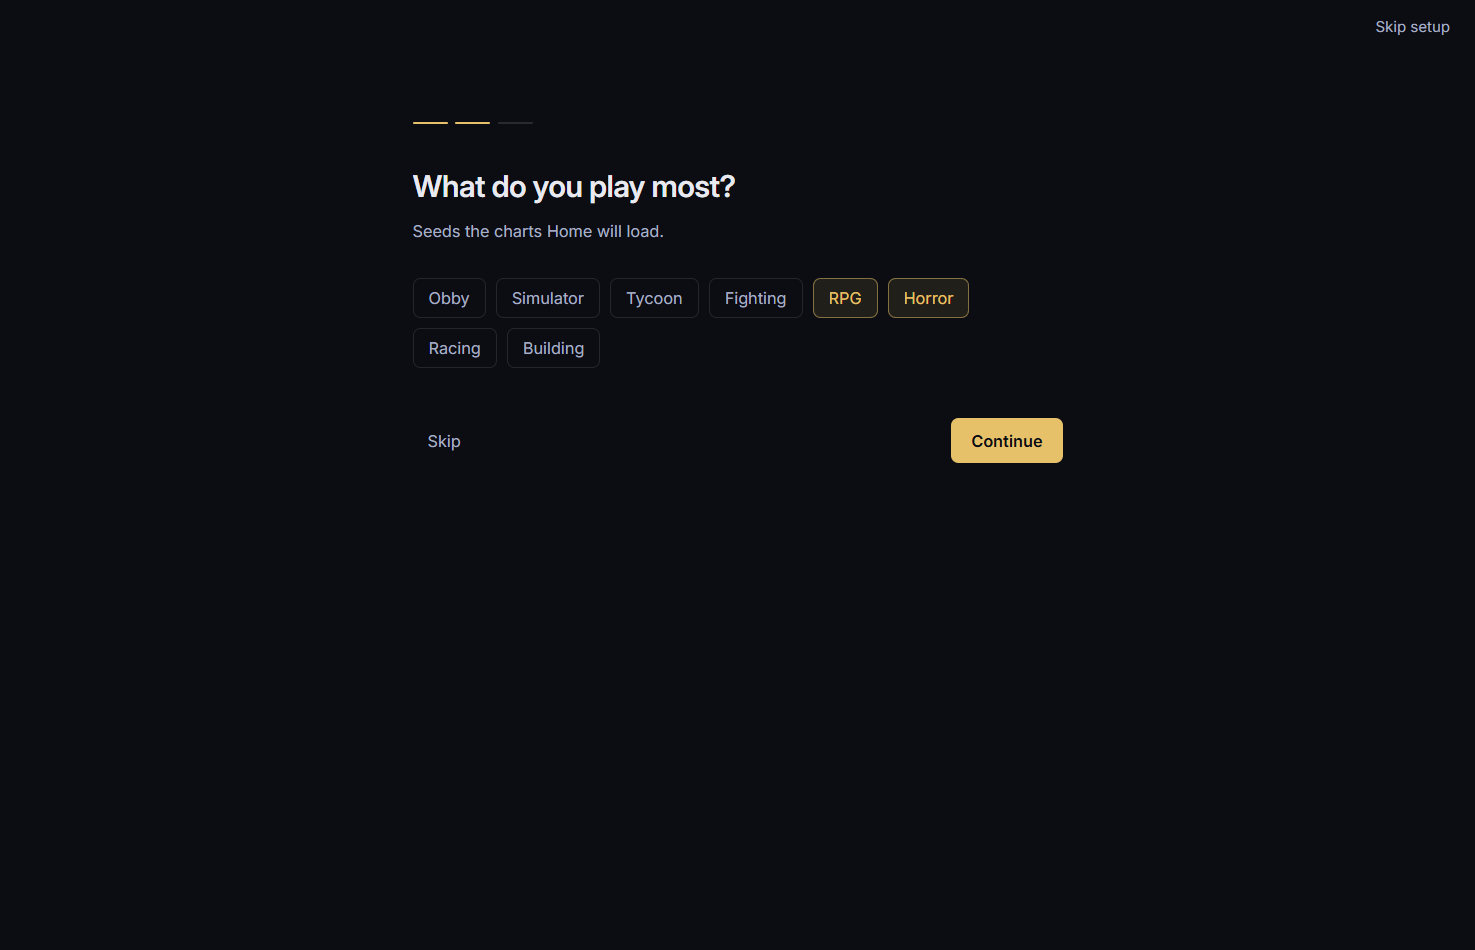 Skip setup
What do you play most?
Seeds the charts Home will load.
Obby Simulator Tycoon Fighting RPG Horror
Racing Building
Skip Continue